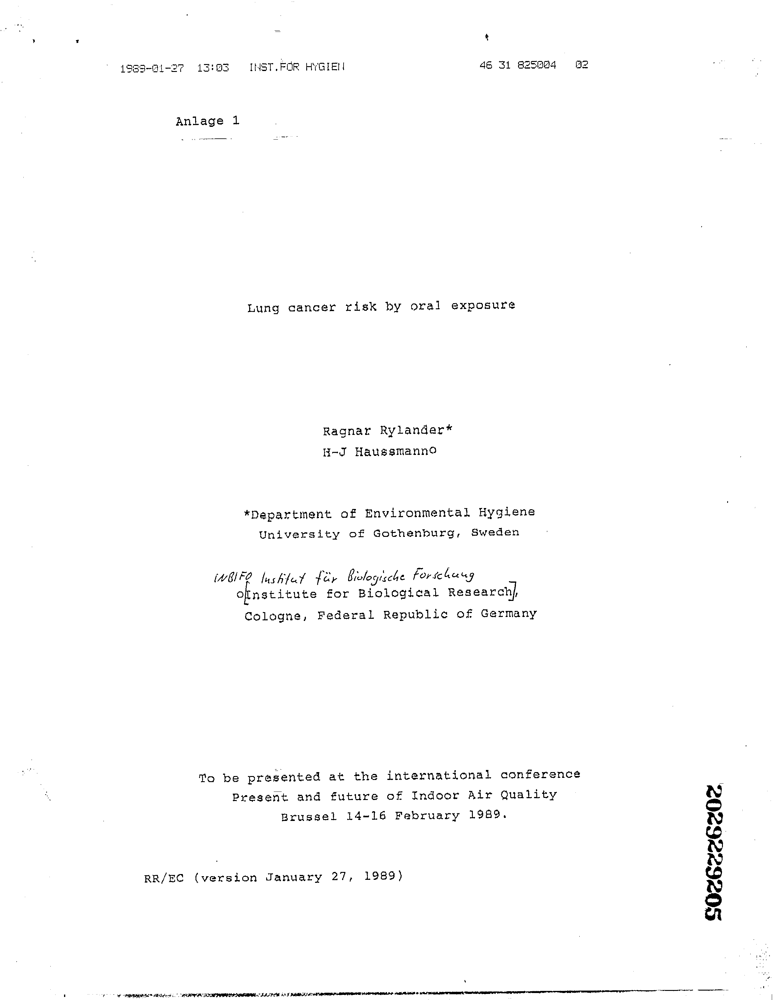 1989-01-27 13:03 INST.FÖR HYGIEN 46 31 825004 02
Anlage 1
Lung cancer risk by oral exposure
Ragnar Rylander*
H-J Haussmanno
*Department of Environmental Hygiene
University of Gothenburg, Sweden
INBIFO Institut für Biologische Forschung
o[Institute for Biological Research],
Cologne, Federal Republic of Germany
To be presented at the international conference
Present and future of Indoor Air Quality
Brussel 14-16 February 1989.
RR/EC (version January 27, 1989)
2029229205